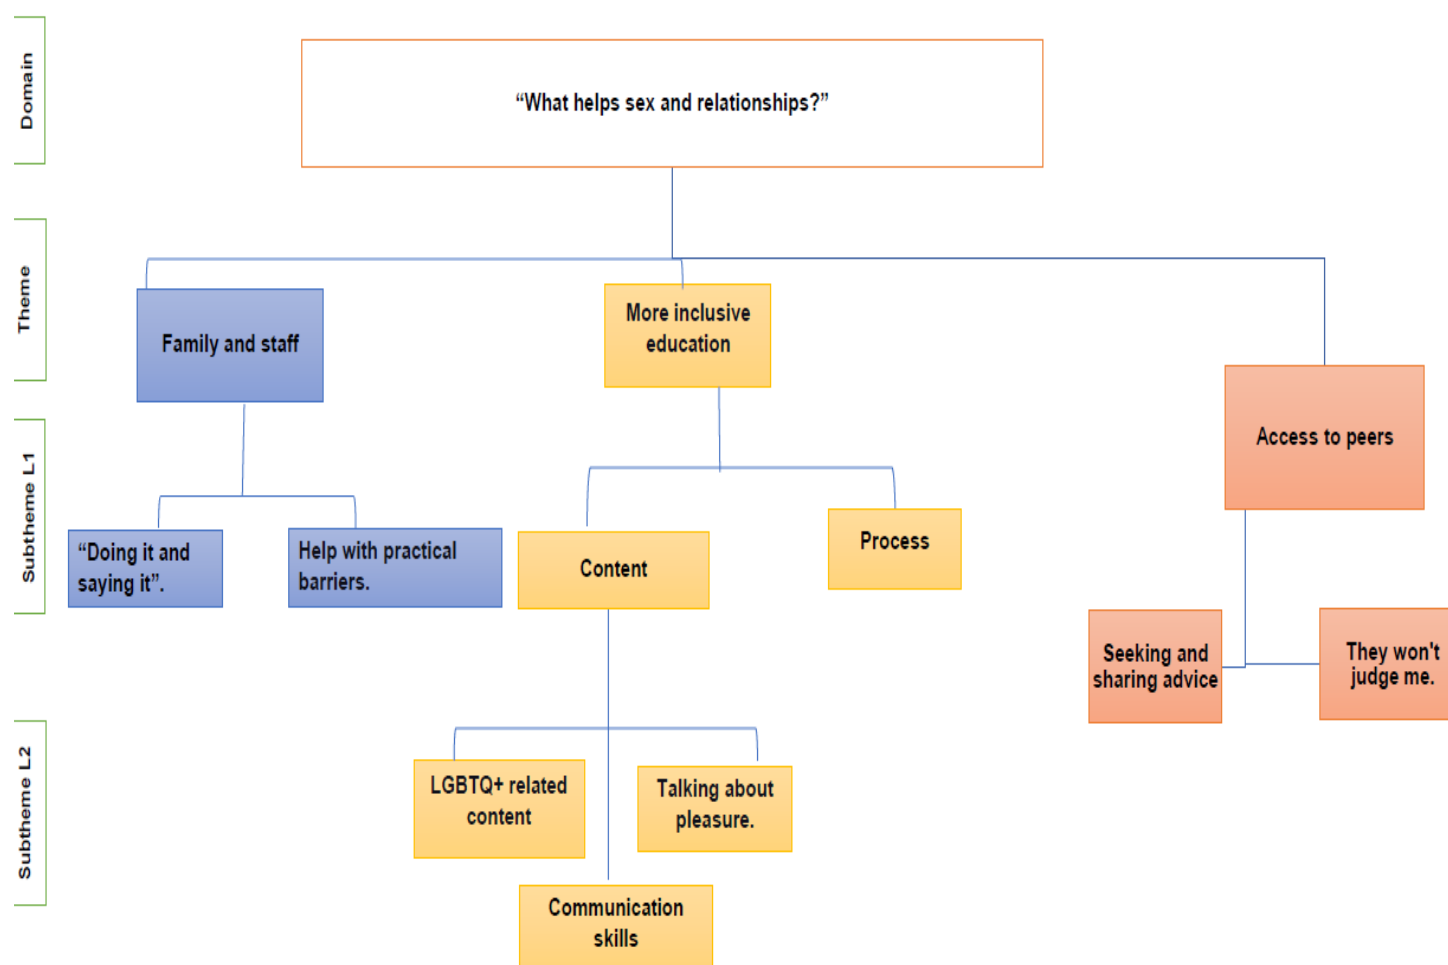 Domain
“What helps sex and relationships?”
Theme
Family and staff
More inclusive
education
Access to peers
Subtheme L1
“Doing it and
saying it”.
Help with practical
barriers.
Content
Process
Seeking and
sharing advice
They won't
judge me.
Subtheme L2
LGBTQ+ related
content
Talking about
pleasure.
Communication
skills